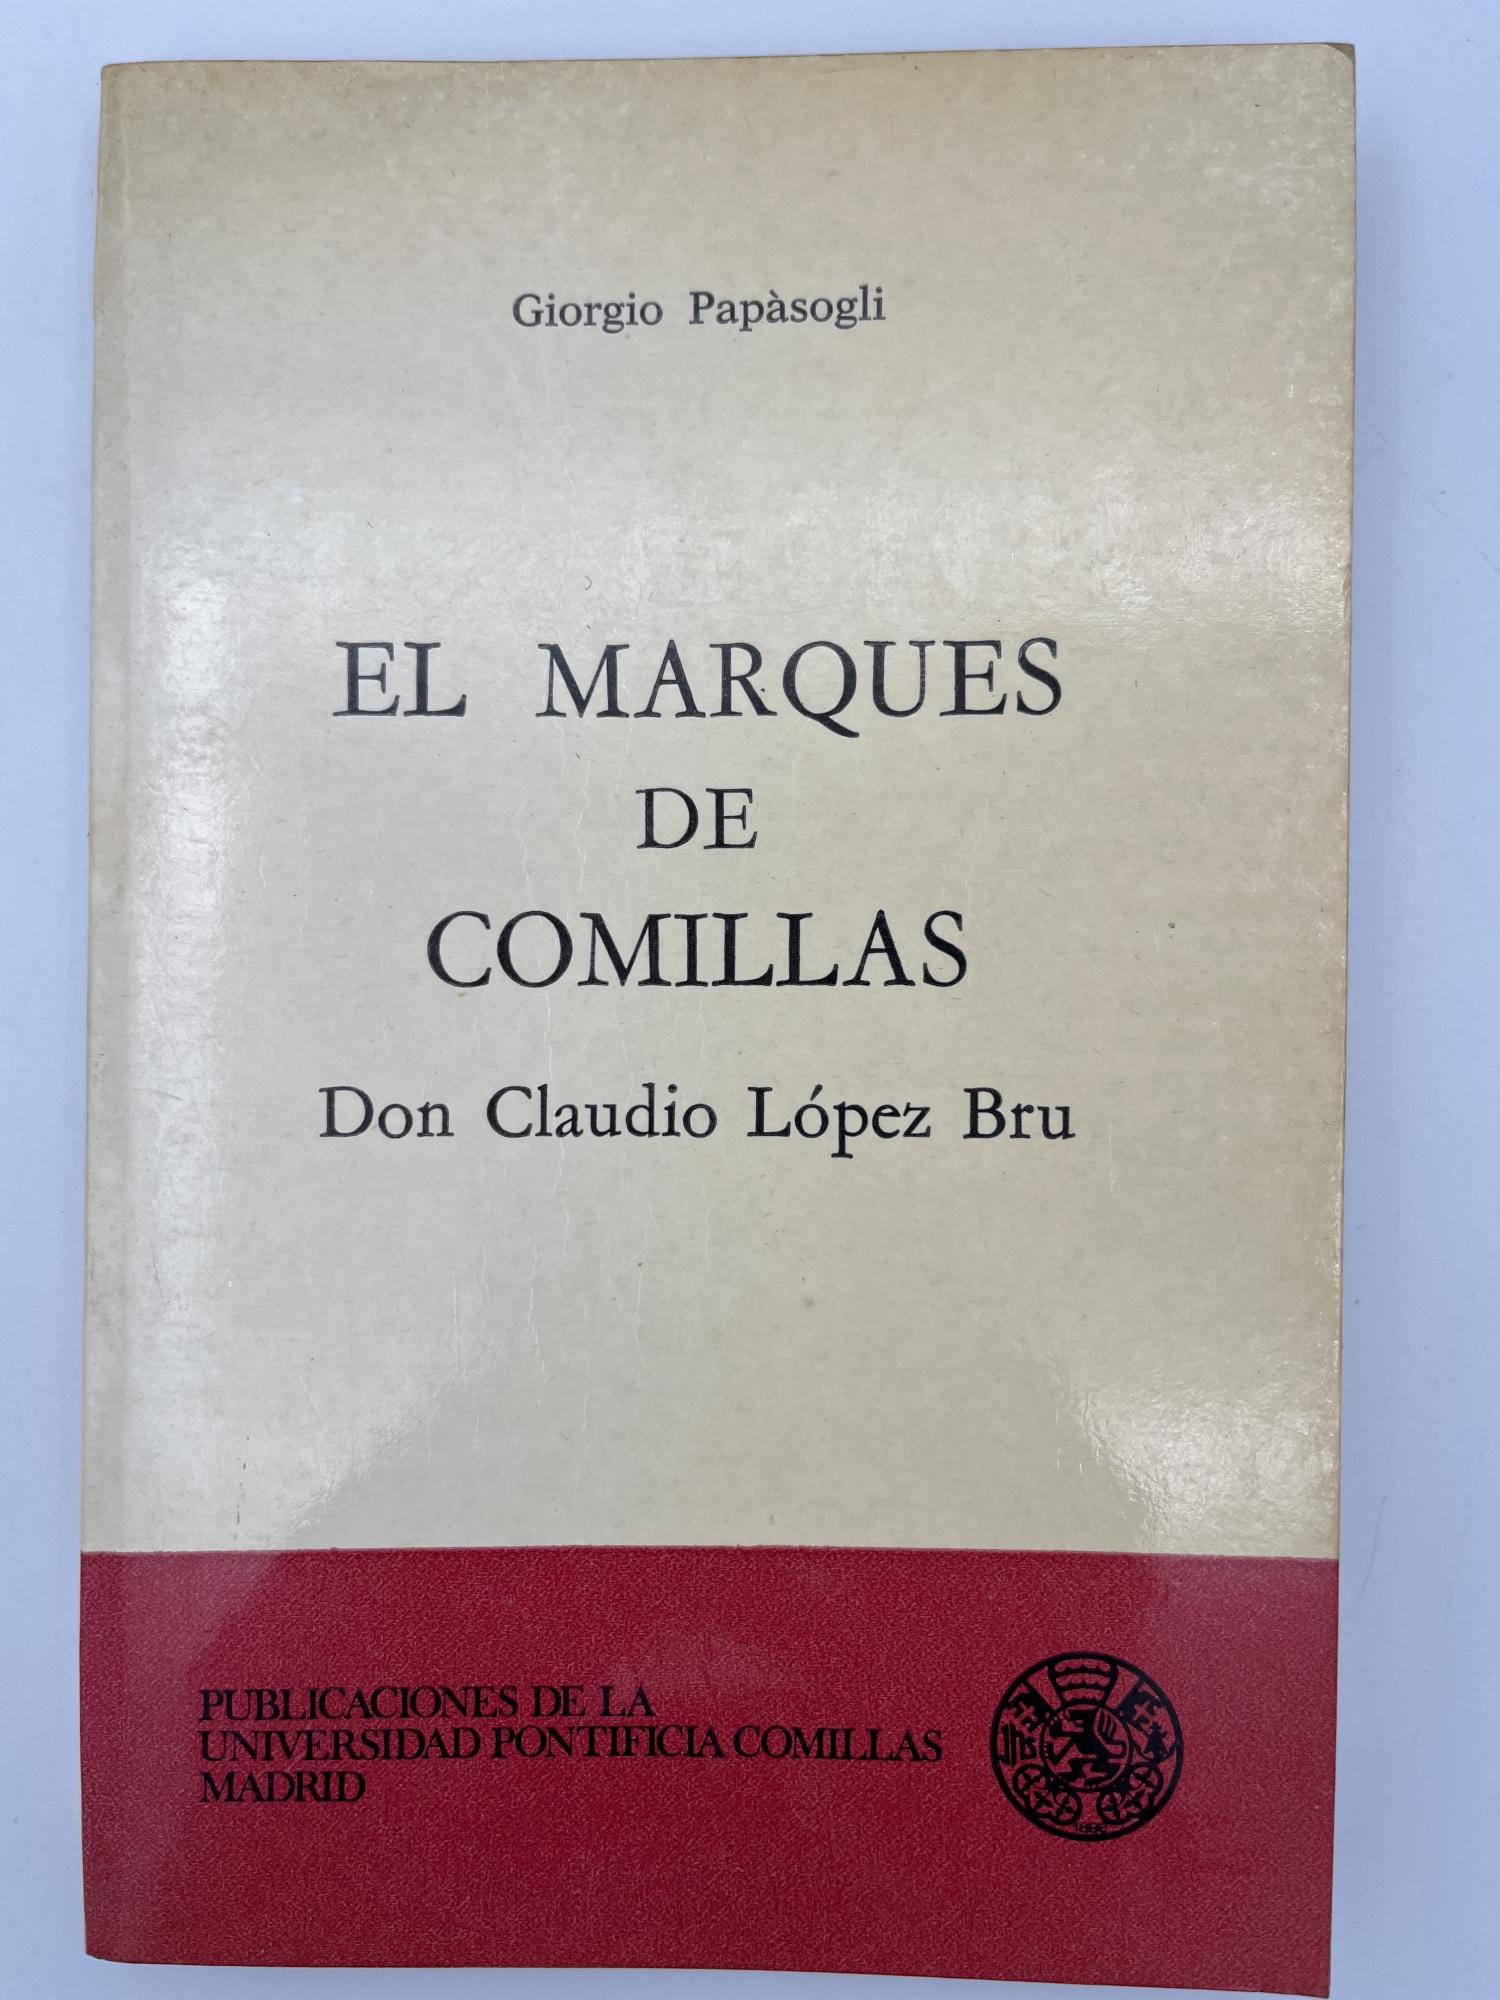 Giorgio Papàsogli
EL MARQUES
DE
COMILLAS
Don Claudio López Bru
PUBLICACIONES DE LA
UNIVERSIDAD PONTIFICIA COMILLAS
MADRID